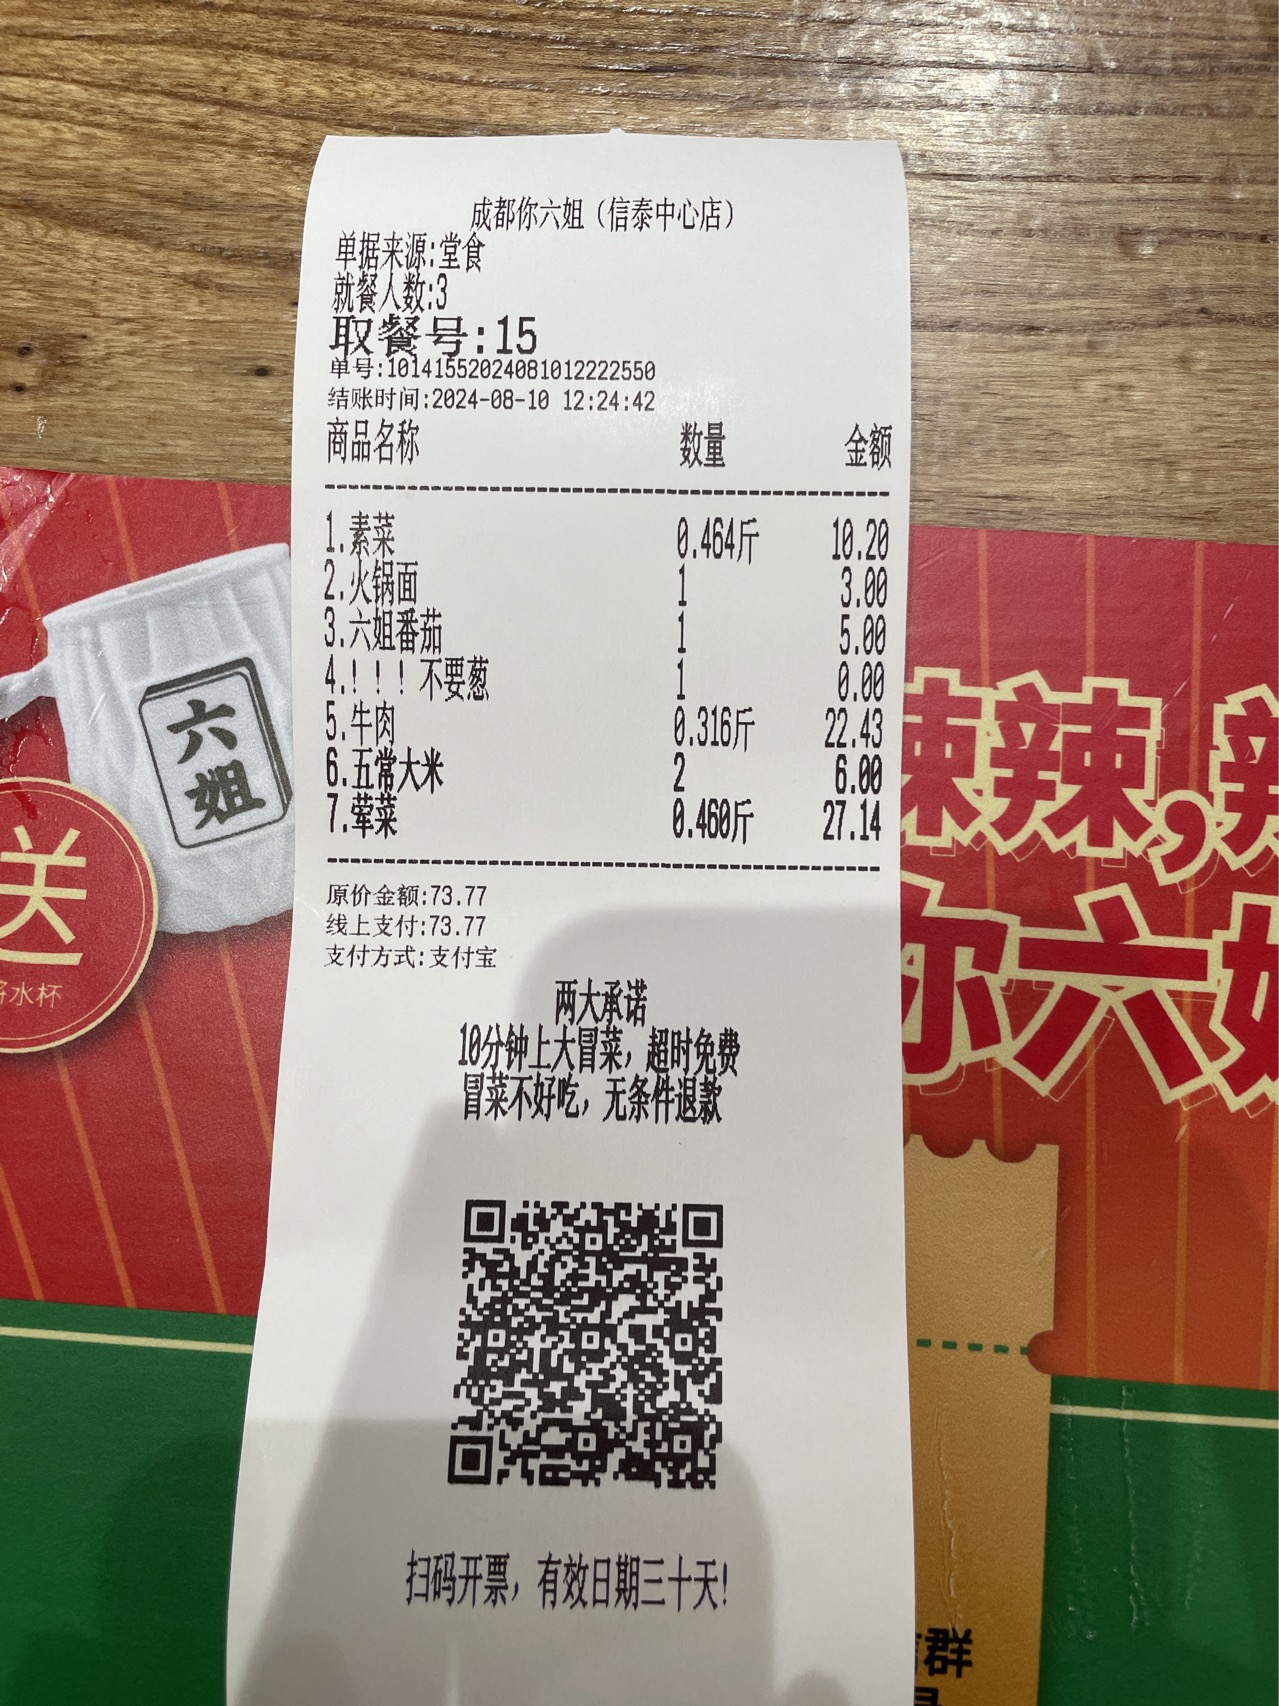 成都你六姐（信泰中心店）
单据来源:堂食
就餐人数:3
取餐号:15
单号:10141552024081012222550
结账时间:2024-08-10 12:24:42
商品名称 数量 金额
1.素菜 0.464斤 10.20
2.火锅面 1 3.00
3.六姐番茄 1 5.00
4.！！！不要葱 1 0.00
5.牛肉 0.316斤 22.43
6.五常大米 2 6.00
7.荤菜 0.460斤 27.14
原价金额:73.77
线上支付:73.77
支付方式:支付宝
两大承诺
10分钟上大冒菜，超时免费
冒菜不好吃，无条件退款
扫码开票，有效日期三十天！
六姐
送
水杯
辣辣，
你六
群